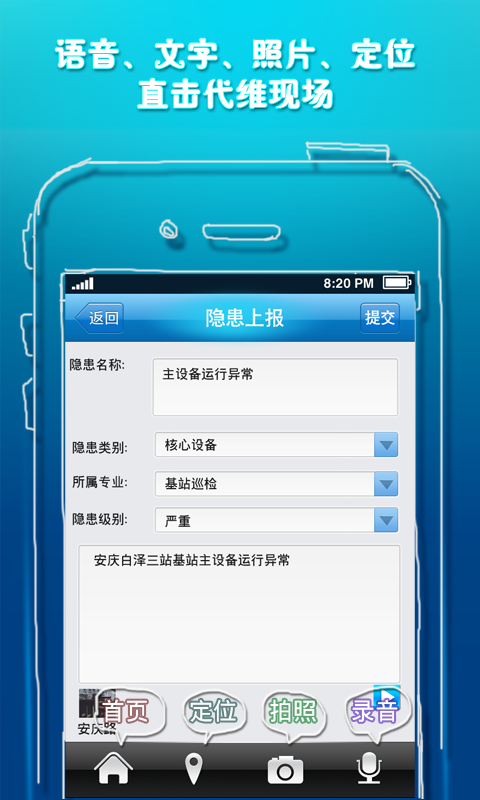 语音、文字、照片、定位
直击代维现场
8:20 PM
返回
隐患上报
提交
隐患名称:
主设备运行异常
隐患类别:
核心设备
所属专业:
基站巡检
隐患级别:
严重
安庆白泽三站基站主设备运行异常
首页
定位
拍照
录音
安庆路